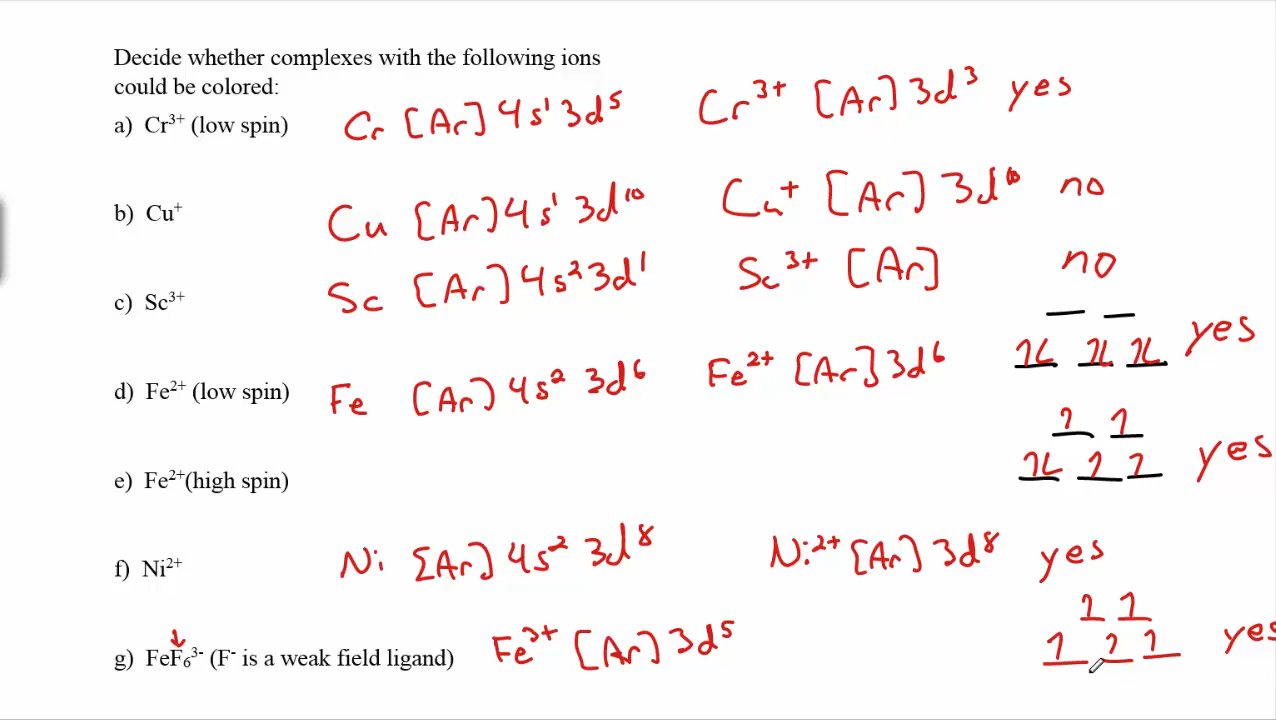 Decide whether complexes with the following ions
could be colored:
a) Cr³⁺ (low spin) Cr [Ar] 4s¹ 3d⁵ Cr³⁺ [Ar] 3d³ yes
b) Cu⁺ Cu [Ar] 4s¹ 3d¹⁰ Cu⁺ [Ar] 3d¹⁰ no
c) Sc³⁺ Sc [Ar] 4s² 3d¹ Sc³⁺ [Ar] no
d) Fe²⁺ (low spin) Fe [Ar] 4s² 3d⁶ Fe²⁺ [Ar] 3d⁶ yes
e) Fe²⁺(high spin) yes
f) Ni²⁺ Ni [Ar] 4s² 3d⁸ Ni²⁺ [Ar] 3d⁸ yes
g) FeF₆³⁻ (F⁻ is a weak field ligand) Fe³⁺ [Ar] 3d⁵ yes